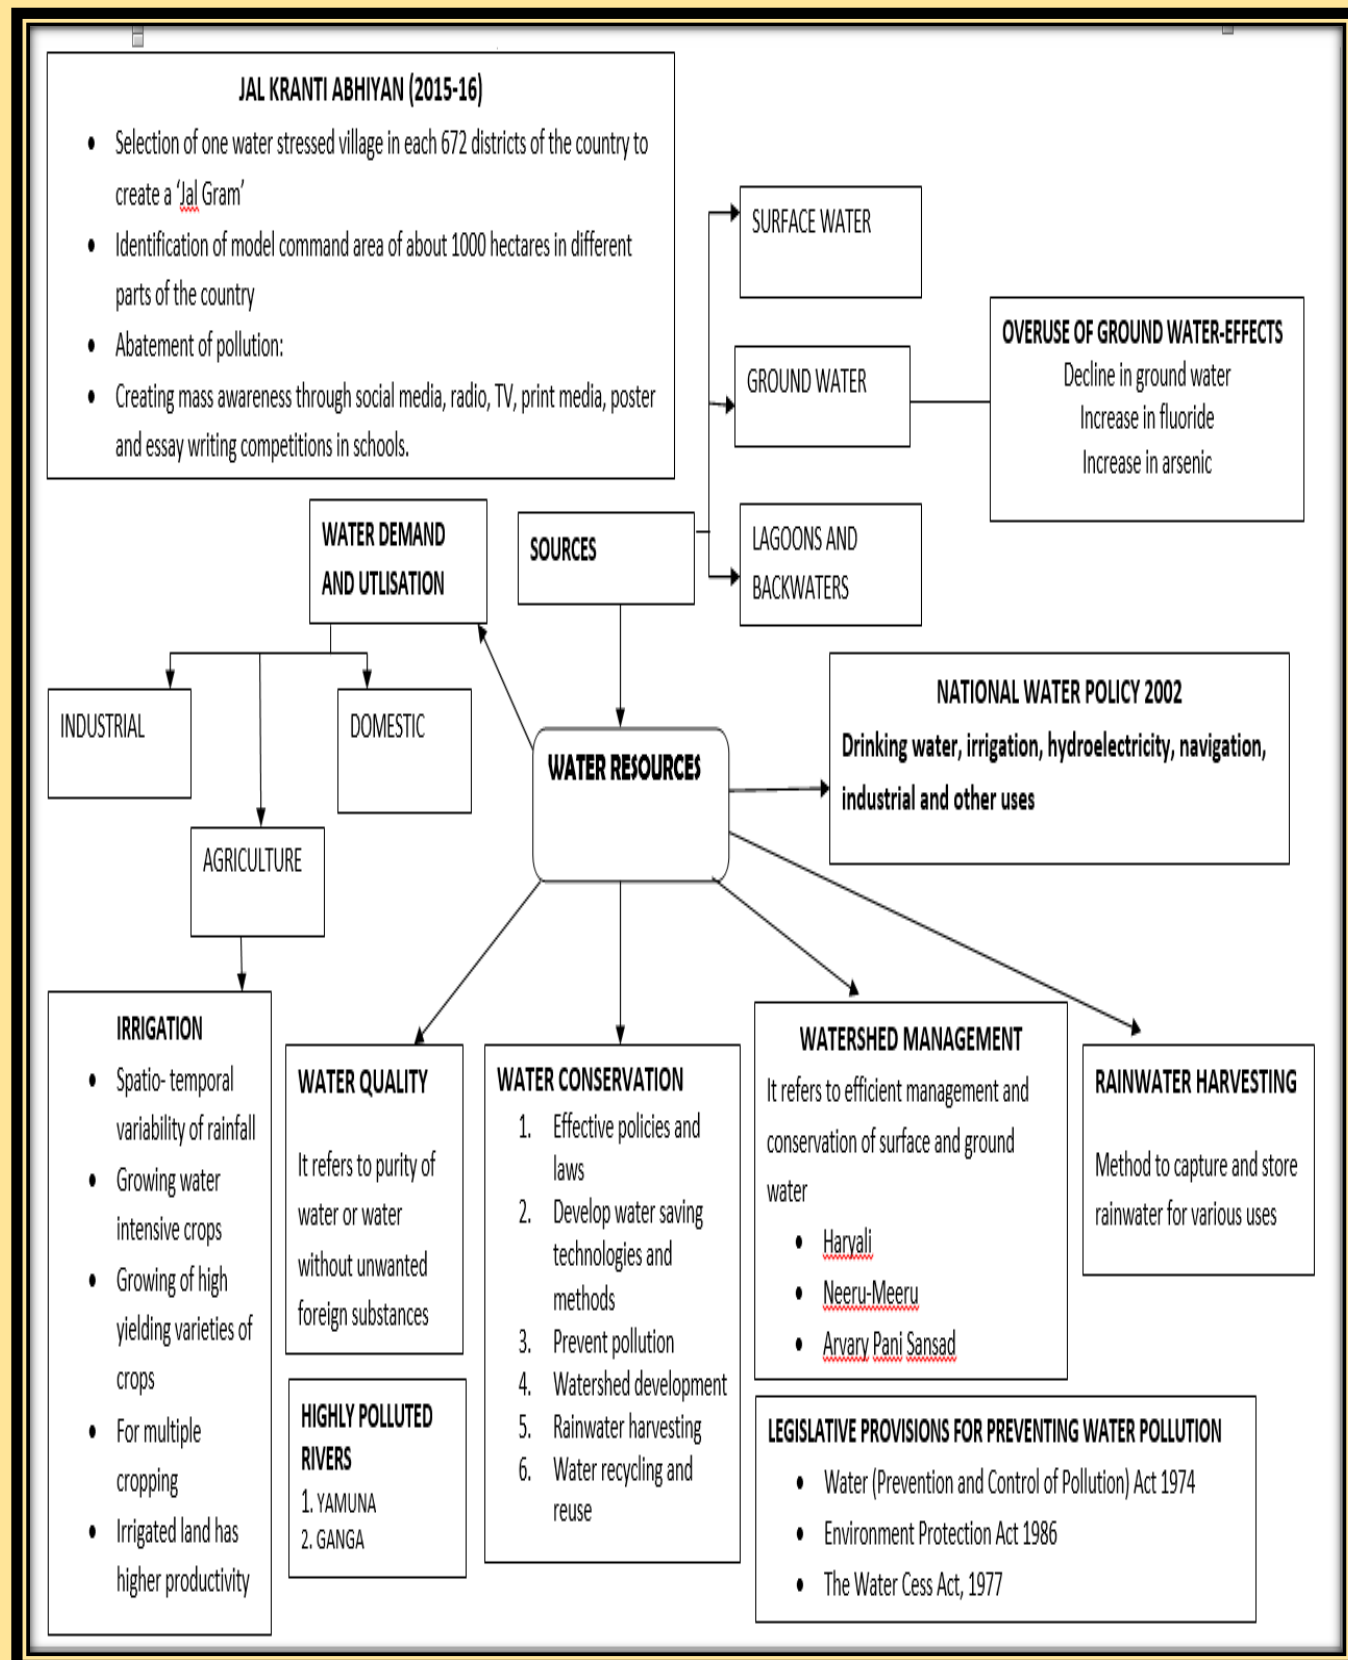 JAL KRANTI ABHIYAN (2015-16)
• Selection of one water stressed village in each 672 districts of the country to
create a ‘Jal Gram’
• Identification of model command area of about 1000 hectares in different
parts of the country
• Abatement of pollution:
• Creating mass awareness through social media, radio, TV, print media, poster
and essay writing competitions in schools.
SURFACE WATER
GROUND WATER
OVERUSE OF GROUND WATER-EFFECTS
Decline in ground water
Increase in fluoride
Increase in arsenic
LAGOONS AND
BACKWATERS
SOURCES
WATER DEMAND
AND UTLISATION
INDUSTRIAL
DOMESTIC
AGRICULTURE
WATER RESOURCES
NATIONAL WATER POLICY 2002
Drinking water, irrigation, hydroelectricity, navigation,
industrial and other uses
IRRIGATION
• Spatio- temporal
variability of rainfall
• Growing water
intensive crops
• Growing of high
yielding varieties of
crops
• For multiple
cropping
• Irrigated land has
higher productivity
WATER QUALITY
It refers to purity of
water or water
without unwanted
foreign substances
HIGHLY POLLUTED
RIVERS
1. YAMUNA
2. GANGA
WATER CONSERVATION
1. Effective policies and
laws
2. Develop water saving
technologies and
methods
3. Prevent pollution
4. Watershed development
5. Rainwater harvesting
6. Water recycling and
reuse
WATERSHED MANAGEMENT
It refers to efficient management and
conservation of surface and ground
water
• Haryali
• Neeru-Meeru
• Arvary Pani Sansad
RAINWATER HARVESTING
Method to capture and store
rainwater for various uses
LEGISLATIVE PROVISIONS FOR PREVENTING WATER POLLUTION
• Water (Prevention and Control of Pollution) Act 1974
• Environment Protection Act 1986
• The Water Cess Act, 1977